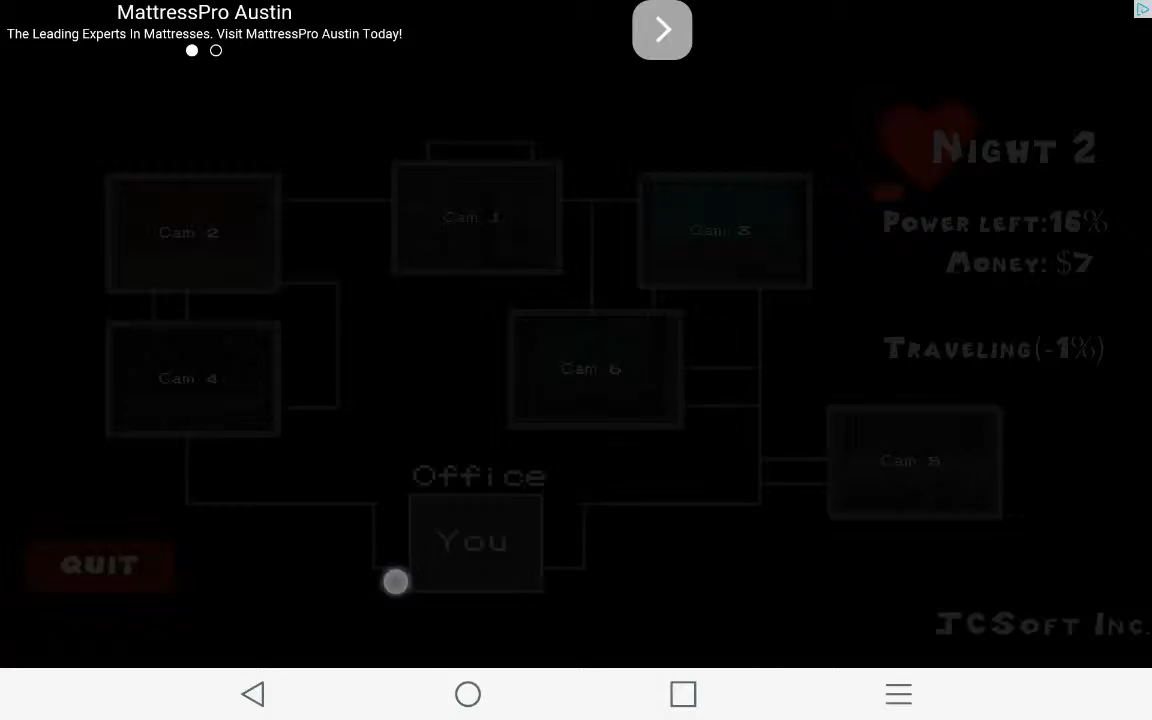 MattressPro Austin
The Leading Experts In Mattresses. Visit MattressPro Austin Today!
Night 2
Cam 1
Cam 2
Cam 3
Power left:16%
Money: $7
Traveling(-1%)
Cam 4
Cam 6
Cam 5
Office
You
QUIT
JCSoft Inc.